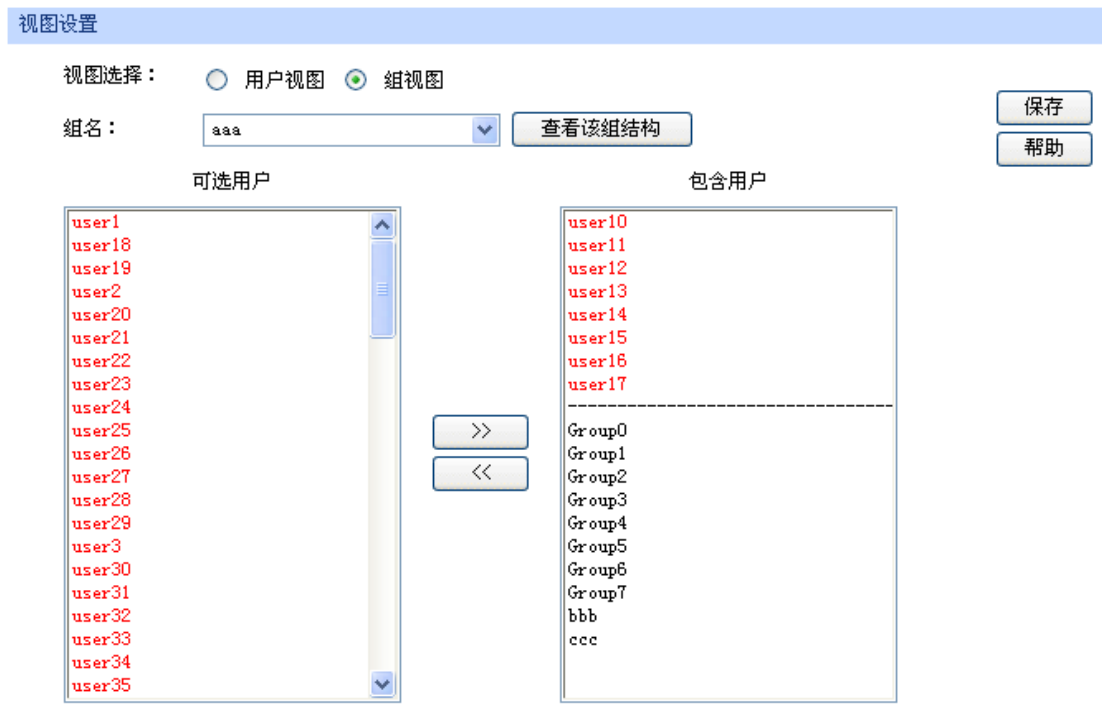 视图设置
视图选择： 用户视图 组视图
组名： aaa 查看该组结构
保存
帮助
可选用户 包含用户
user1
user18
user19
user2
user20
user21
user22
user23
user24
user25
user26
user27
user28
user29
user3
user30
user31
user32
user33
user34
user35
>>
<<
user10
user11
user12
user13
user14
user15
user16
user17
---------------------------------
Group0
Group1
Group2
Group3
Group4
Group5
Group6
Group7
bbb
ccc